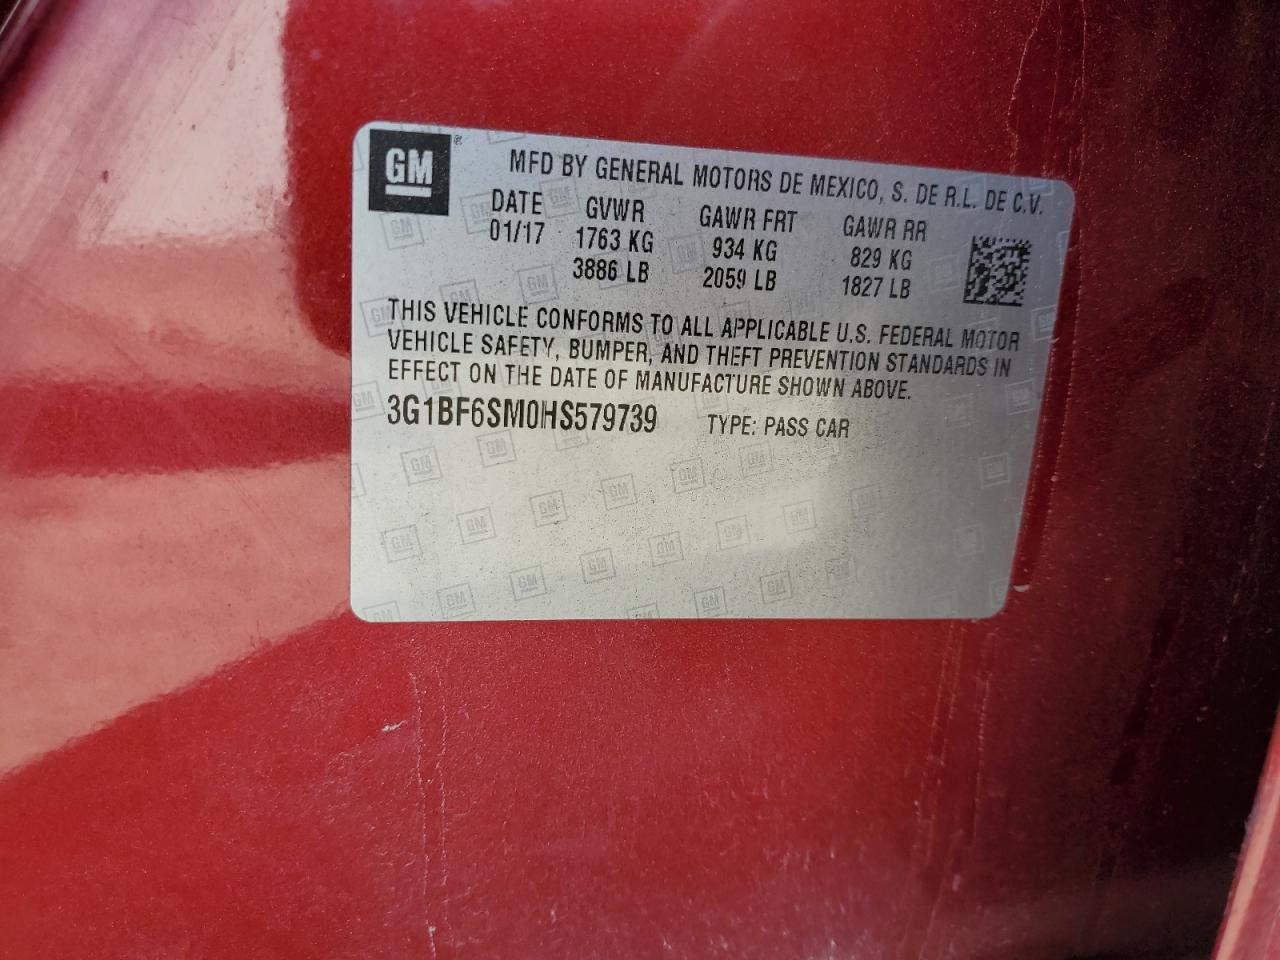 GM
MFD BY GENERAL MOTORS DE MEXICO, S. DE R.L. DE C.V.
DATE GVWR GAWR FRT GAWR RR
01/17 1763 KG 934 KG 829 KG
3886 LB 2059 LB 1827 LB
THIS VEHICLE CONFORMS TO ALL APPLICABLE U.S. FEDERAL MOTOR
VEHICLE SAFETY, BUMPER, AND THEFT PREVENTION STANDARDS IN
EFFECT ON THE DATE OF MANUFACTURE SHOWN ABOVE.
3G1BF6SM0HS579739 TYPE: PASS CAR